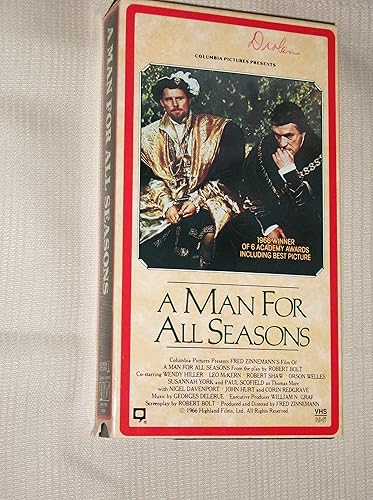 Drolen
COLUMBIA PICTURES PRESENTS
1966 WINNER
OF 6 ACADEMY AWARDS
INCLUDING BEST PICTURE
A MAN FOR
ALL SEASONS
Columbia Pictures Presents FRED ZINNEMANN'S Film Of
A MAN FOR ALL SEASONS From the play by ROBERT BOLT
Co-starring WENDY HILLER · LEO McKERN · ROBERT SHAW · ORSON WELLES
SUSANNAH YORK and PAUL SCOFIELD as Thomas More
with NIGEL DAVENPORT · JOHN HURT and CORIN REDGRAVE
Music by GEORGES DELERUE · Executive Producer WILLIAM N. GRAF
Screenplay by ROBERT BOLT · Produced and Directed by FRED ZINNEMANN
© 1966 Highland Films, Ltd. All Rights Reserved.
VHS
A MAN FOR ALL SEASONS